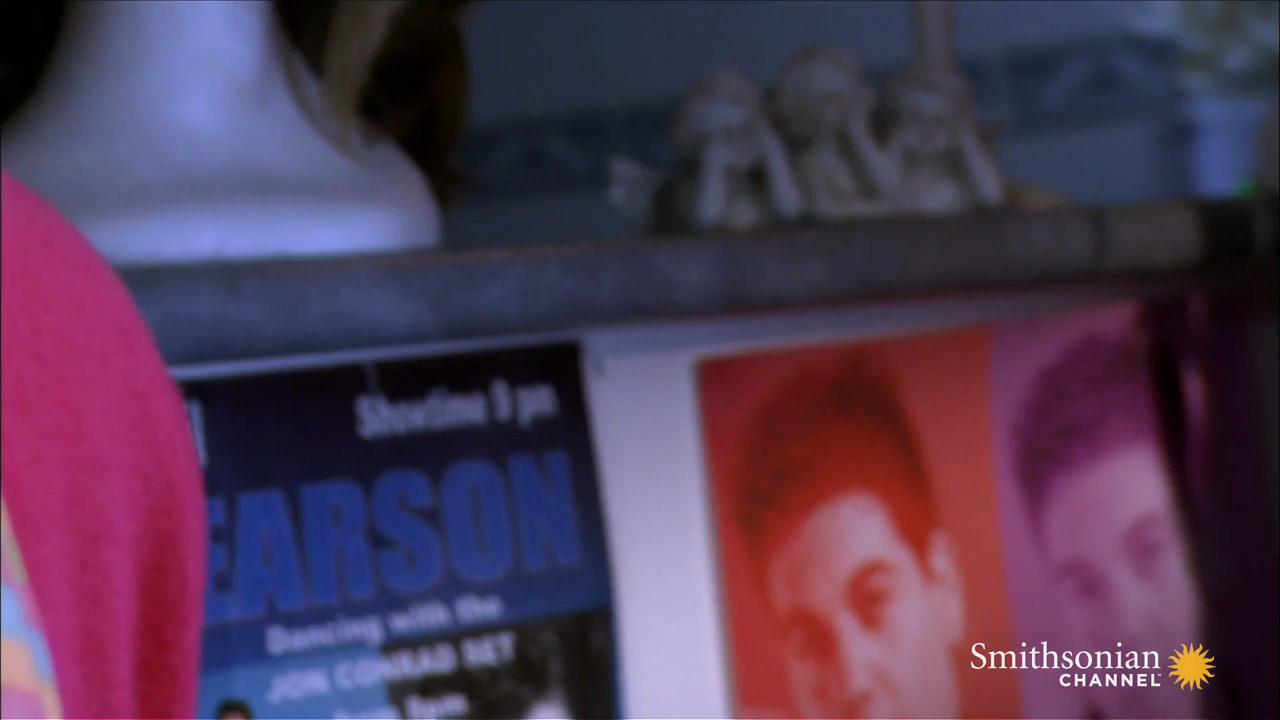 Showtime 9 pm
EARSON
Dancing with the
JON CONRAD SET
Smithsonian
CHANNEL